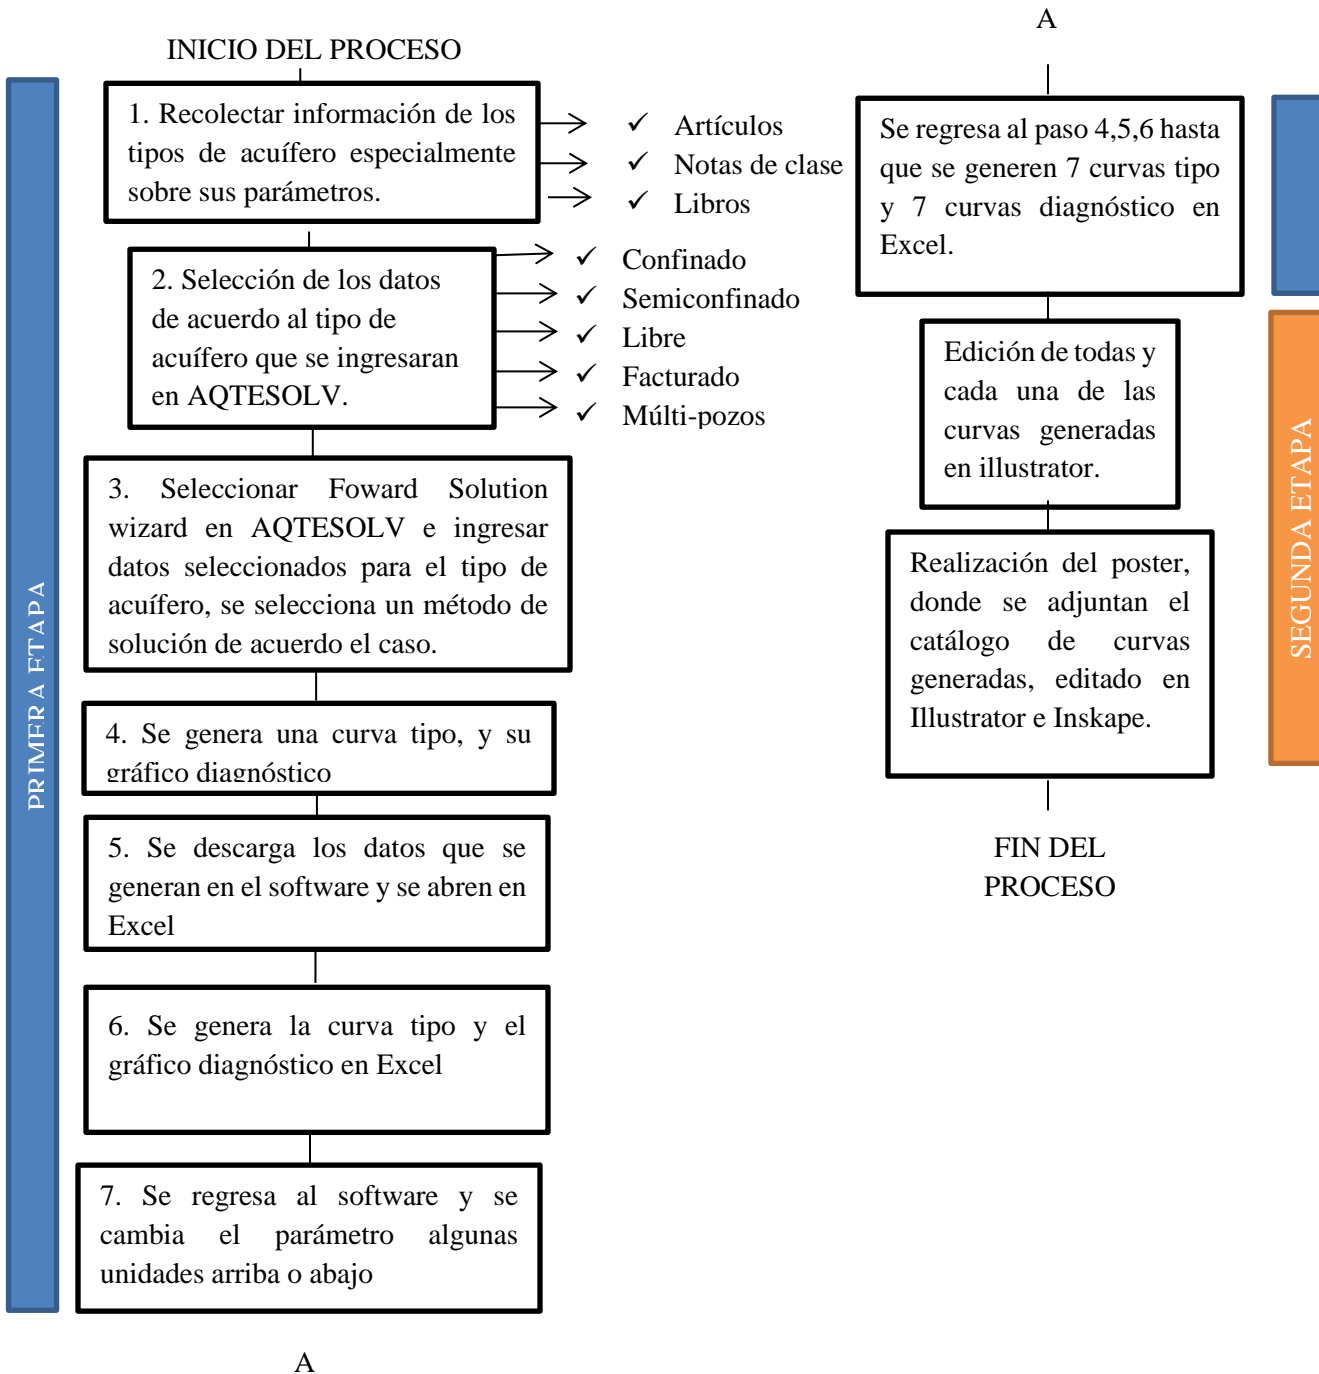 INICIO DEL PROCESO
PRIMERA ETAPA
1. Recolectar información de los
tipos de acuífero especialmente
sobre sus parámetros.
✓ Artículos
✓ Notas de clase
✓ Libros
2. Selección de los datos
de acuerdo al tipo de
acuífero que se ingresaran
en AQTESOLV.
✓ Confinado
✓ Semiconfinado
✓ Libre
✓ Facturado
✓ Múlti-pozos
3. Seleccionar Foward Solution
wizard en AQTESOLV e ingresar
datos seleccionados para el tipo de
acuífero, se selecciona un método de
solución de acuerdo el caso.
4. Se genera una curva tipo, y su
gráfico diagnóstico
5. Se descarga los datos que se
generan en el software y se abren en
Excel
6. Se genera la curva tipo y el
gráfico diagnóstico en Excel
7. Se regresa al software y se
cambia el parámetro algunas
unidades arriba o abajo
A
A
Se regresa al paso 4,5,6 hasta
que se generen 7 curvas tipo
y 7 curvas diagnóstico en
Excel.
Edición de todas y
cada una de las
curvas generadas
en illustrator.
Realización del poster,
donde se adjuntan el
catálogo de curvas
generadas, editado en
Illustrator e Inskape.
FIN DEL
PROCESO
SEGUNDA ETAPA